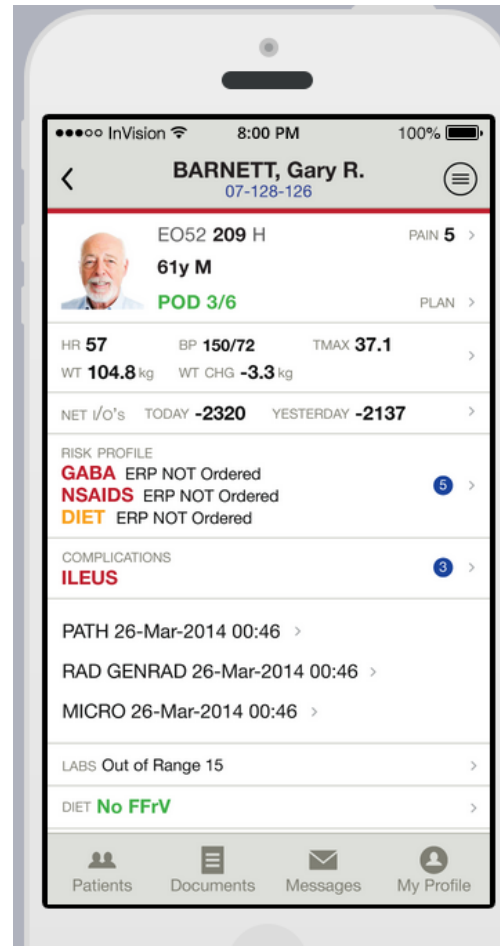 InVision 8:00 PM 100%
BARNETT, Gary R.
07-128-126
EO52 209 H PAIN 5
61y M
POD 3/6 PLAN
HR 57 BP 150/72 TMAX 37.1
WT 104.8 kg WT CHG -3.3 kg
NET I/O's TODAY -2320 YESTERDAY -2137
RISK PROFILE
GABA ERP NOT Ordered
NSAIDS ERP NOT Ordered 5
DIET ERP NOT Ordered
COMPLICATIONS
ILEUS 3
PATH 26-Mar-2014 00:46
RAD GENRAD 26-Mar-2014 00:46
MICRO 26-Mar-2014 00:46
LABS Out of Range 15
DIET No FFrV
Patients Documents Messages My Profile